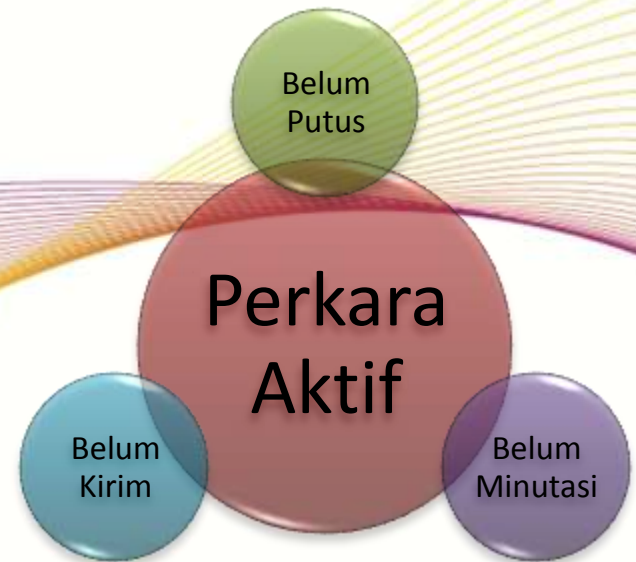 Belum
Putus
Perkara
Aktif
Belum
Kirim
Belum
Minutasi